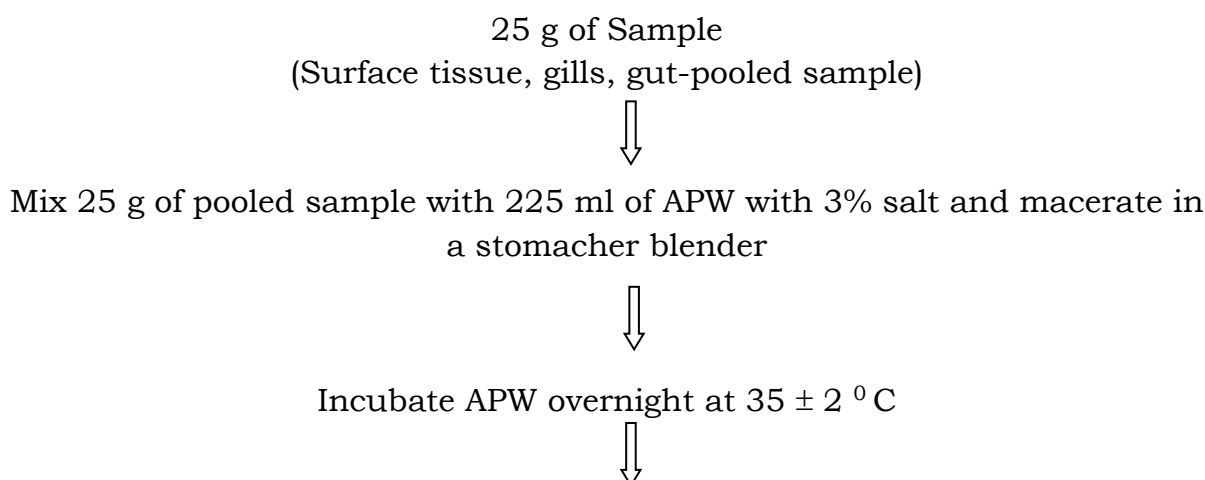 25 g of Sample
(Surface tissue, gills, gut-pooled sample)
Mix 25 g of pooled sample with 225 ml of APW with 3% salt and macerate in
a stomacher blender
Incubate APW overnight at 35 ± 2 ⁰ C